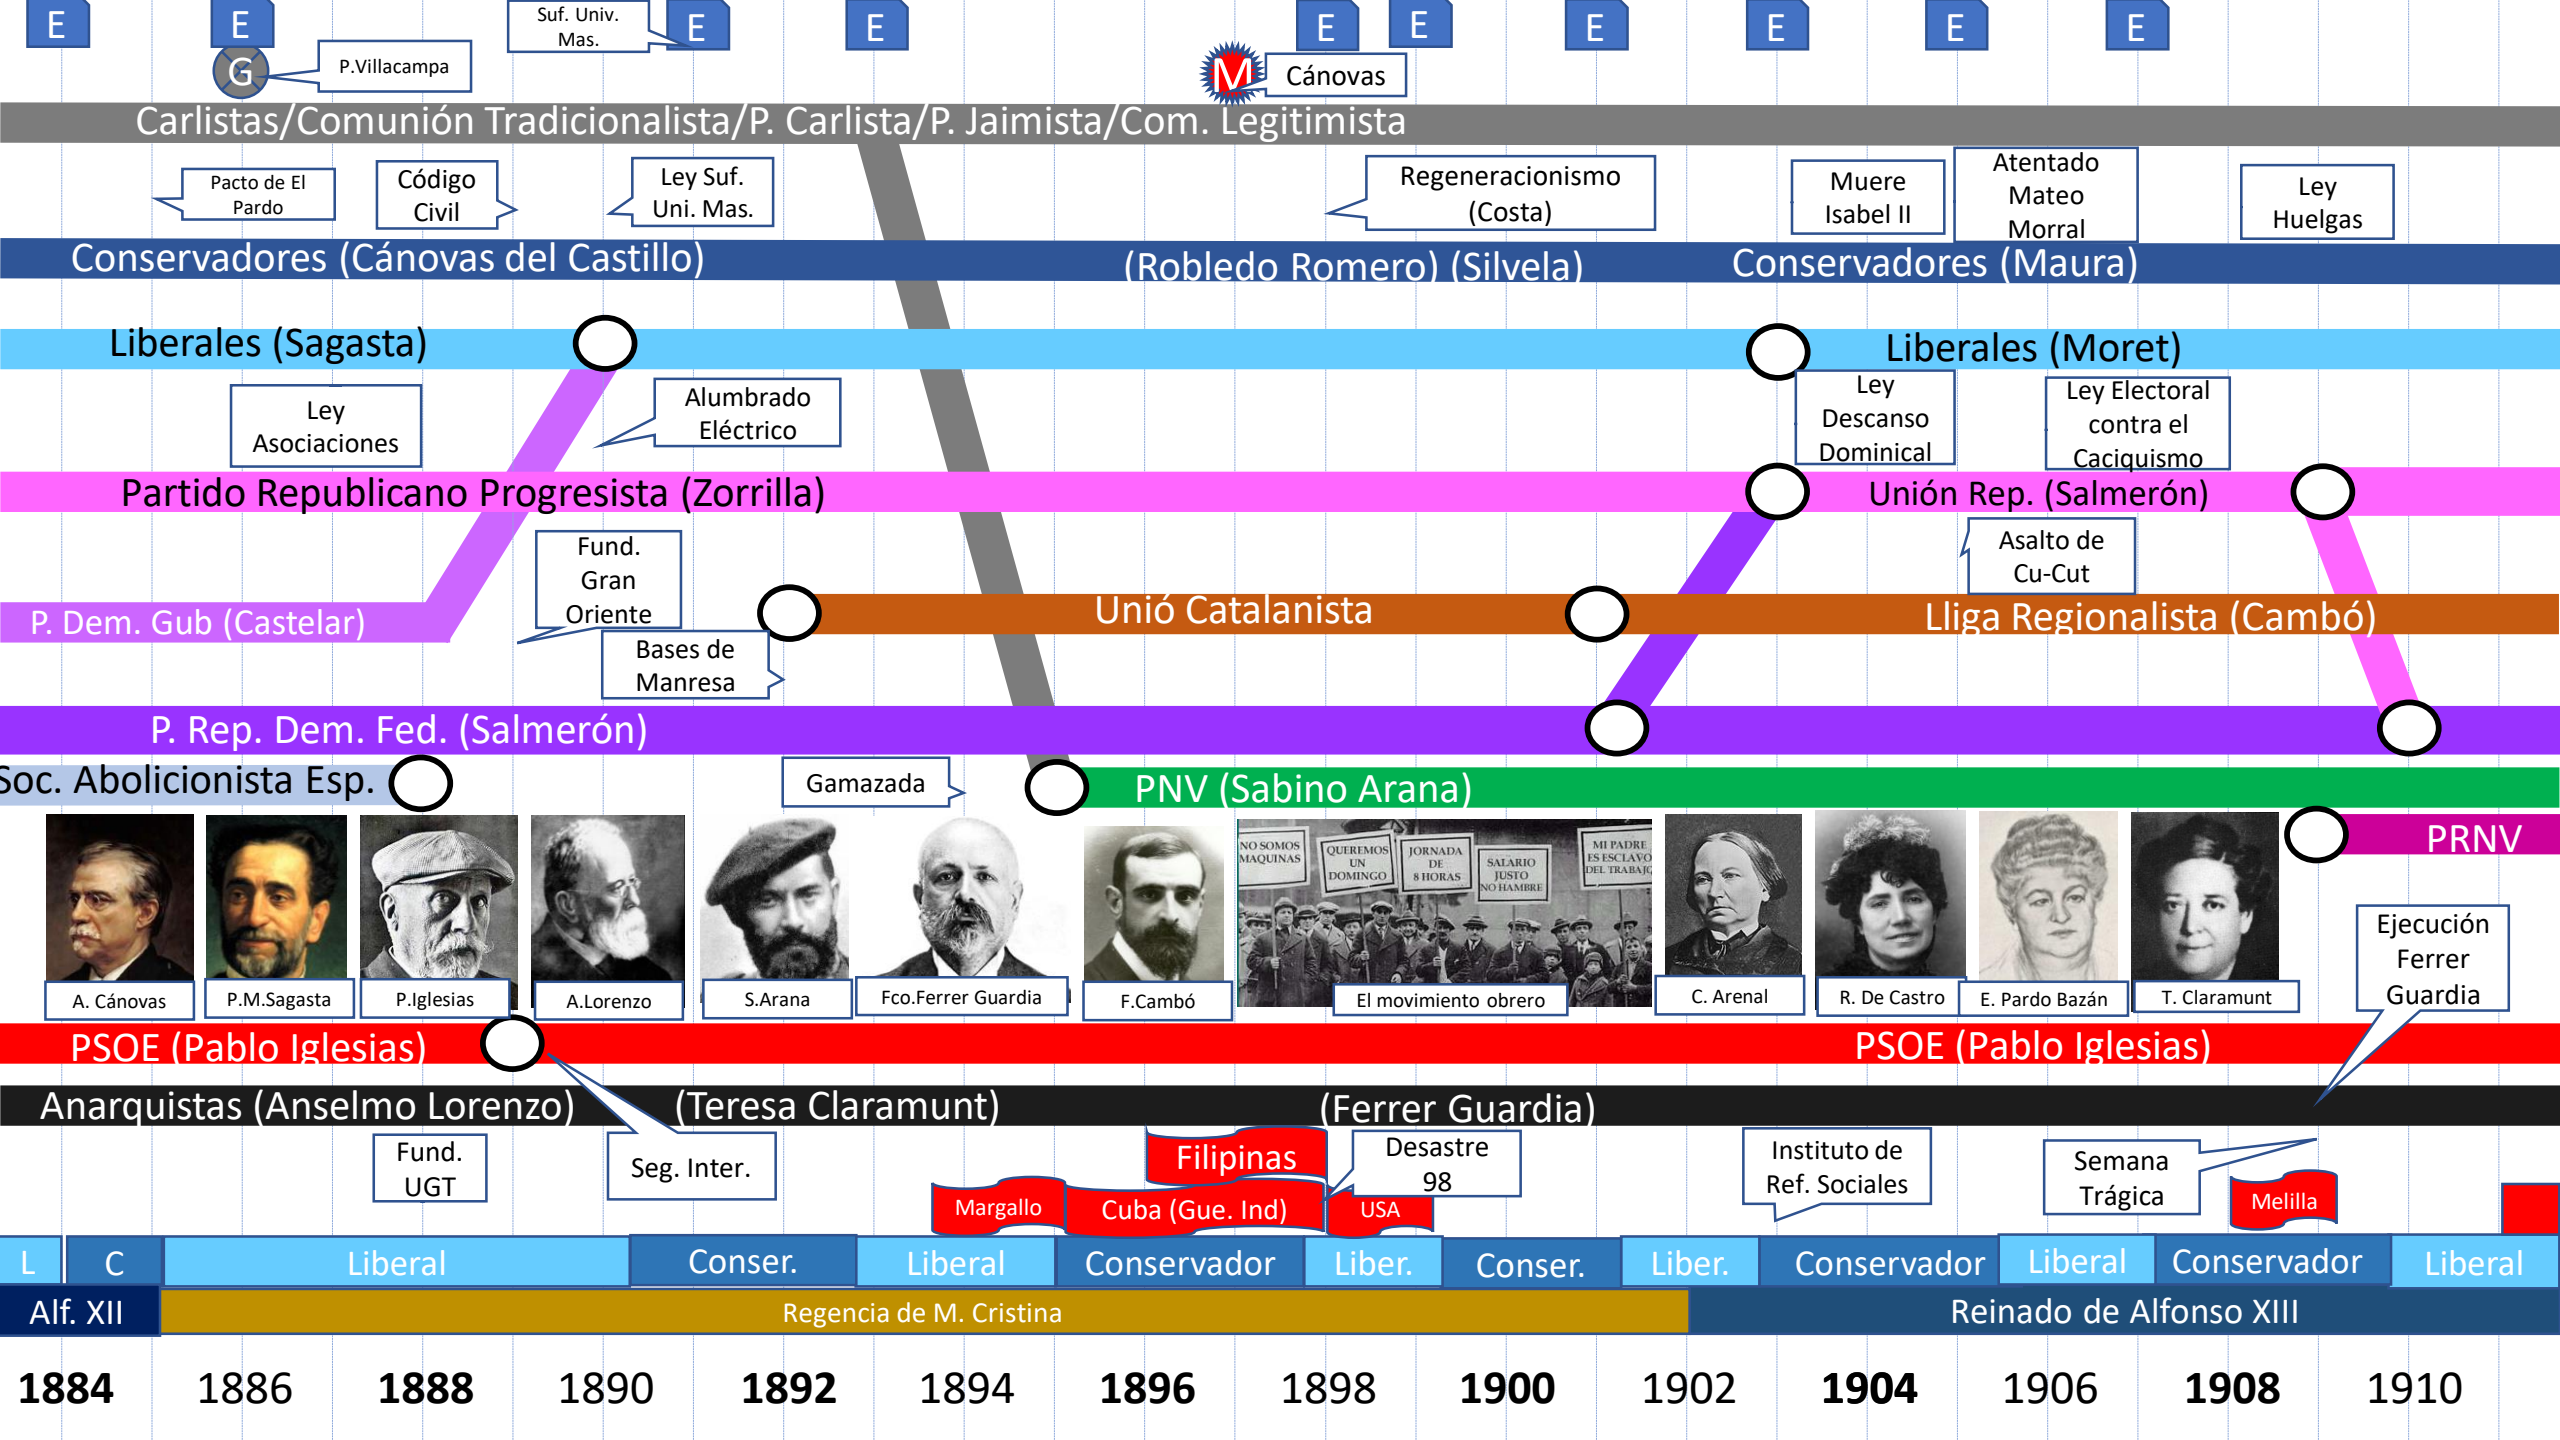 E
E
Suf. Univ.
Mas.
E
E
E
E
E
E
E
E
G
P.Villacampa
M
Cánovas
Carlistas/Comunión Tradicionalista/P. Carlista/P. Jaimista/Com. Legitimista
Pacto de El
Pardo
Código
Civil
Ley Suf.
Uni. Mas.
Regeneracionismo
(Costa)
Muere
Isabel II
Atentado
Mateo
Morral
Ley
Huelgas
Conservadores (Cánovas del Castillo)
(Robledo Romero) (Silvela)
Conservadores (Maura)
Liberales (Sagasta)
Liberales (Moret)
Ley
Asociaciones
Alumbrado
Eléctrico
Ley
Descanso
Dominical
Ley Electoral
contra el
Caciquismo
Partido Republicano Progresista (Zorrilla)
Unión Rep. (Salmerón)
Fund.
Gran
Oriente
Asalto de
Cu-Cut
P. Dem. Gub (Castelar)
Unió Catalanista
Lliga Regionalista (Cambó)
Bases de
Manresa
P. Rep. Dem. Fed. (Salmerón)
Soc. Abolicionista Esp.
Gamazada
PNV (Sabino Arana)
PRNV
NO SOMOS
MAQUINAS
QUEREMOS
UN
DOMINGO
JORNADA
DE
8 HORAS
SALARIO
JUSTO
NO HAMBRE
MI PADRE
ES ESCLAVO
DEL TRABAJO
Ejecución
Ferrer
Guardia
A. Cánovas
P.M.Sagasta
P.Iglesias
A.Lorenzo
S.Arana
Fco.Ferrer Guardia
F.Cambó
El movimiento obrero
C. Arenal
R. De Castro
E. Pardo Bazán
T. Claramunt
PSOE (Pablo Iglesias)
PSOE (Pablo Iglesias)
Anarquistas (Anselmo Lorenzo)
(Teresa Claramunt)
(Ferrer Guardia)
Fund.
UGT
Seg. Inter.
Filipinas
Desastre
98
Instituto de
Ref. Sociales
Semana
Trágica
Margallo
Cuba (Gue. Ind)
USA
Melilla
L
C
Liberal
Conser.
Liberal
Conservador
Liber.
Conser.
Liber.
Conservador
Liberal
Conservador
Liberal
Alf. XII
Regencia de M. Cristina
Reinado de Alfonso XIII
1884
1886
1888
1890
1892
1894
1896
1898
1900
1902
1904
1906
1908
1910